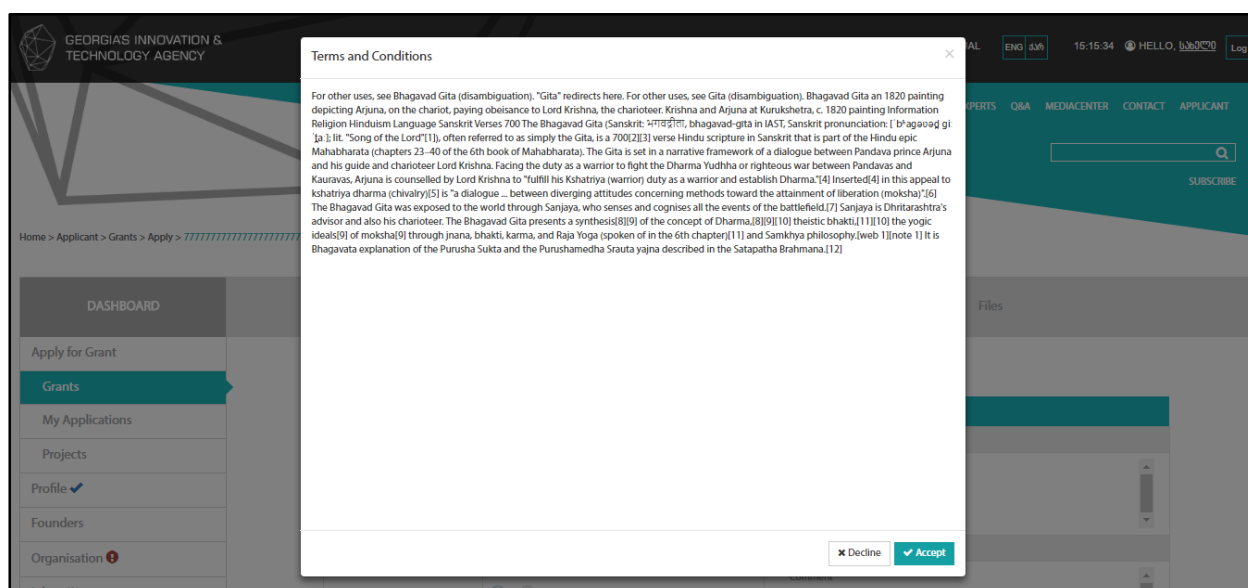 GEORGIA'S INNOVATION &
TECHNOLOGY AGENCY
ENG ქარ
15:15:34
HELLO, სახელი
Log
Terms and Conditions
For other uses, see Bhagavad Gita (disambiguation). "Gita" redirects here. For other uses, see Gita (disambiguation). Bhagavad Gita an 1820 painting
depicting Arjuna, on the chariot, paying obeisance to Lord Krishna, the charioteer. Krishna and Arjuna at Kurukshetra, c. 1820 painting Information
Religion Hinduism Language Sanskrit Verses 700 The Bhagavad Gita (Sanskrit: भगवद्गीता, bhagavad-gītā in IAST, Sanskrit pronunciation: [ˈbʱaɡəʋəd̪ ɡiː
ˈt̪aː]; lit. "Song of the Lord"[1]), often referred to as simply the Gita, is a 700[2][3] verse Hindu scripture in Sanskrit that is part of the Hindu epic
Mahabharata (chapters 23–40 of the 6th book of Mahabharata). The Gita is set in a narrative framework of a dialogue between Pandava prince Arjuna
and his guide and charioteer Lord Krishna. Facing the duty as a warrior to fight the Dharma Yudhha or righteous war between Pandavas and
Kauravas, Arjuna is counselled by Lord Krishna to "fulfill his Kshatriya (warrior) duty as a warrior and establish Dharma."[4] Inserted[4] in this appeal to
kshatriya dharma (chivalry)[5] is "a dialogue ... between diverging attitudes concerning methods toward the attainment of liberation (moksha)".[6]
The Bhagavad Gita was exposed to the world through Sanjaya, who senses and cognises all the events of the battlefield.[7] Sanjaya is Dhritarashtra's
advisor and also his charioteer. The Bhagavad Gita presents a synthesis[8][9] of the concept of Dharma,[8][9][10] theistic bhakti,[11][10] the yogic
ideals[9] of moksha[9] through jnana, bhakti, karma, and Raja Yoga (spoken of in the 6th chapter)[11] and Samkhya philosophy.[web 1][note 1] It is
Bhagavata explanation of the Purusha Sukta and the Purushamedha Srauta yajna described in the Satapatha Brahmana.[12]
Decline
Accept
Q&A MEDIACENTER CONTACT APPLICANT
SUBSCRIBE
Home > Applicant > Grants > Apply >
DASHBOARD
Files
Apply for Grant
Grants
My Applications
Projects
Profile
Founders
Organisation